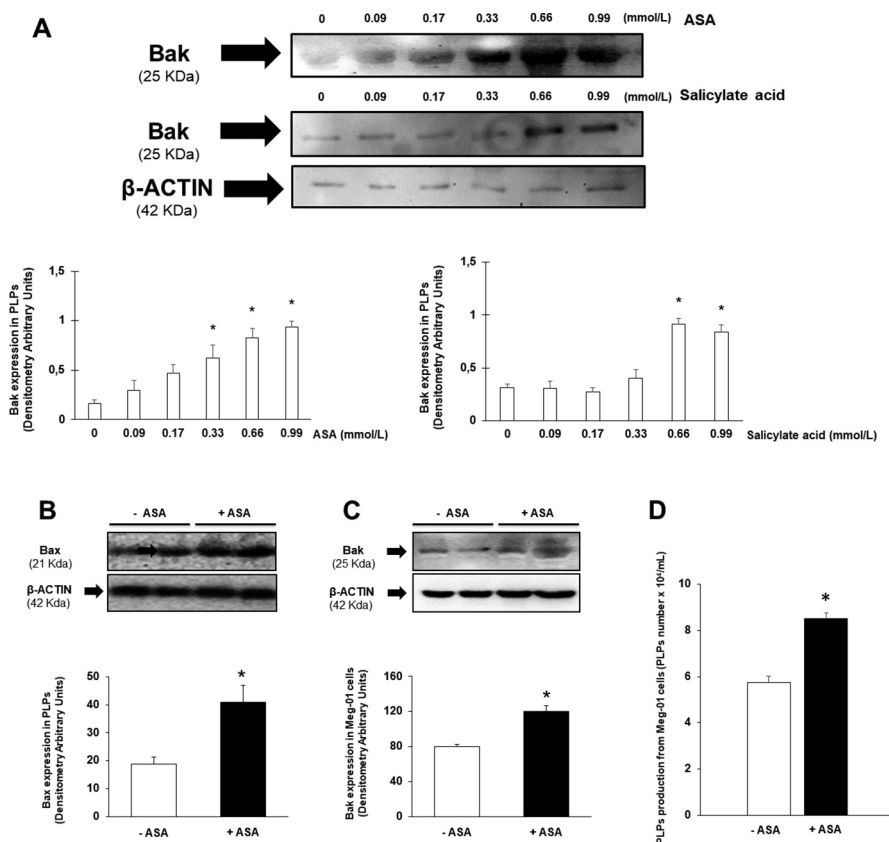 A
0 0.09 0.17 0.33 0.66 0.99 (mmol/L) ASA
Bak
(25 KDa)
0 0.09 0.17 0.33 0.66 0.99 (mmol/L) Salicylate acid
Bak
(25 KDa)
β-ACTIN
(42 KDa)
Bak expression in PLPs
(Densitometry Arbitrary Units)
1,5
1
0,5
0
* * *
0 0.09 0.17 0.33 0.66 0.99 ASA (mmol/L)
Bak expression in PLPs
(Densitometry Arbitrary Units)
1,5
1
0,5
0
* *
0 0.09 0.17 0.33 0.66 0.99 Salicylate acid (mmol/L)
B
- ASA + ASA
Bax
(21 Kda)
β-ACTIN
(42 Kda)
Bax expression in PLPs
(Densitometry Arbitrary Units)
50
40
30
20
10
0
*
- ASA + ASA
C
- ASA + ASA
Bak
(25 Kda)
β-ACTIN
(42 Kda)
Bak expression in Meg-01 cells
(Densitometry Arbitrary Units)
160
120
80
40
0
*
- ASA + ASA
D
PLPs production from Meg-01 cells (PLPs number x 10⁶/mL)
10
8
6
4
2
0
*
- ASA + ASA